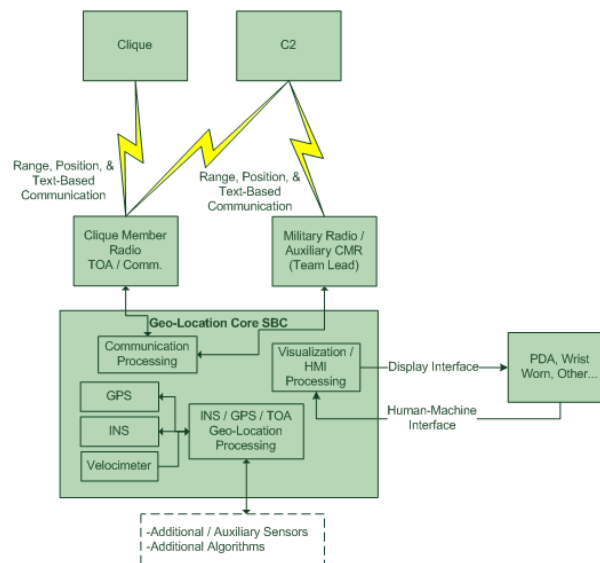 Clique
C2
Range, Position, &
Text-Based
Communication
Range, Position, &
Text-Based
Communication
Clique Member
Radio
TOA / Comm.
Military Radio /
Auxiliary CMR
(Team Lead)
Geo-Location Core SBC
Communication
Processing
Visualization /
HMI
Processing
Display Interface
PDA, Wrist
Worn, Other...
GPS
INS
Velocimeter
INS / GPS / TOA
Geo-Location
Processing
Human-Machine
Interface
-Additional / Auxiliary Sensors
-Additional Algorithms